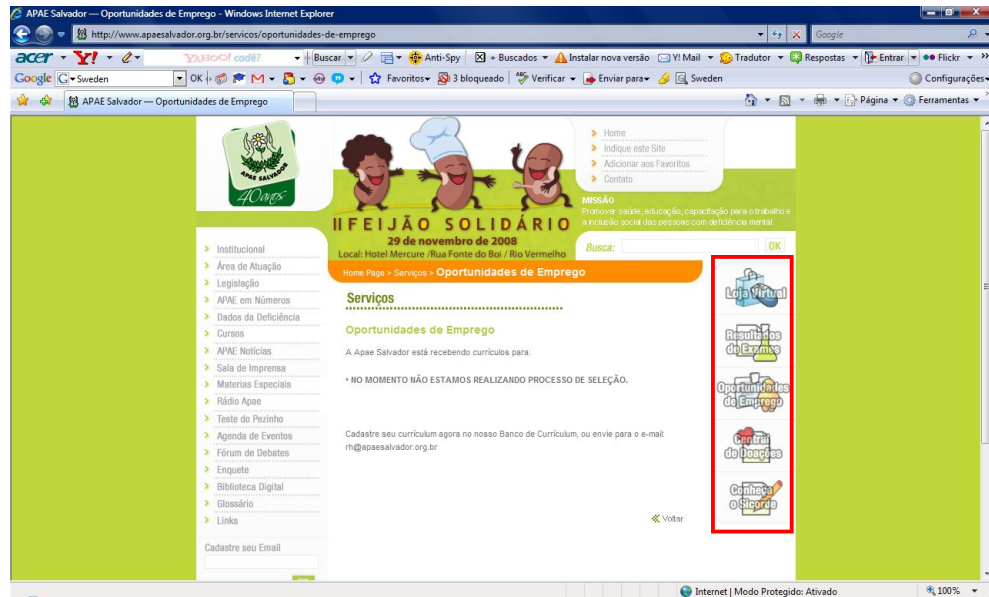 APAE Salvador — Oportunidades de Emprego - Windows Internet Explorer
http://www.apaesalvador.org.br/servicos/oportunidades-de-emprego
Google
acer Y! YAHOO! cadê? Buscar Anti-Spy + Buscados Instalar nova versão Y! Mail Tradutor Respostas Entrar Flickr »
Google G Sweden OK Favoritos 3 bloqueado Verificar Enviar para Sweden Configurações
APAE Salvador — Oportunidades de Emprego
Página Ferramentas »
APAE SALVADOR
40anos
II FEIJÃO SOLIDÁRIO
29 de novembro de 2008
Local: Hotel Mercure /Rua Fonte do Boi / Rio Vermelho
Home
Indique este Site
Adicionar aos Favoritos
Contato
MISSÃO
Promover saúde, educação, capacitação para o trabalho e
a inclusão social das pessoas com deficiência mental.
Busca: OK
Institucional
Área de Atuação
Legislação
APAE em Números
Dados da Deficiência
Cursos
APAE Notícias
Sala de Imprensa
Materias Especiais
Rádio Apae
Teste do Pezinho
Agenda de Eventos
Fórum de Debates
Enquete
Biblioteca Digital
Glossário
Links
Cadastre seu Email
Home Page > Serviços > Oportunidades de Emprego
Serviços
Oportunidades de Emprego
A Apae Salvador está recebendo currículos para:
• NO MOMENTO NÃO ESTAMOS REALIZANDO PROCESSO DE SELEÇÃO.
Cadastre seu curriculum agora no nosso Banco de Curriculum, ou envie para o e-mail:
rh@apaesalvador.org.br
Voltar
Loja Virtual
Resultados
de Exames
Oportunidades
de Emprego
Central
de Doações
Conheça
o Sicorde
Internet | Modo Protegido: Ativado
100%